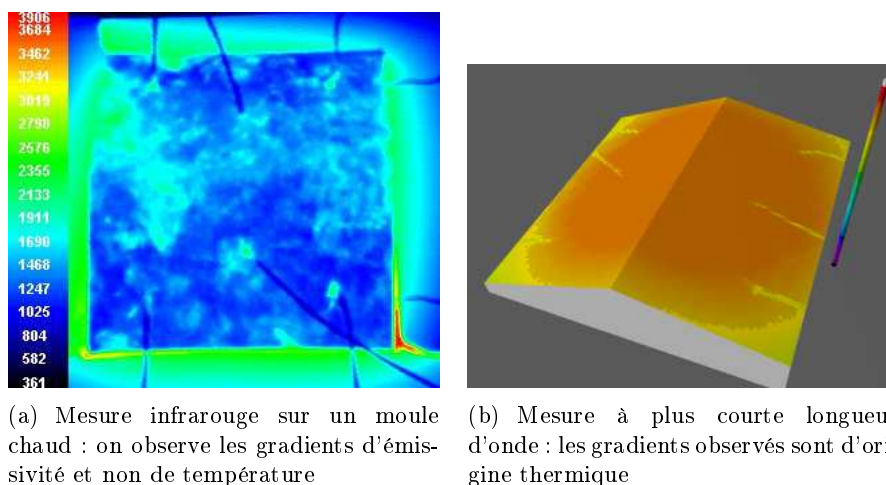 3906
3684
3462
3241
3019
2798
2576
2355
2133
1911
1690
1468
1247
1025
804
582
361
(a) Mesure infrarouge sur un moule
chaud : on observe les gradients d'émis-
sivité et non de température
(b) Mesure à plus courte longueu
d'onde : les gradients observés sont d'ori
gine thermique